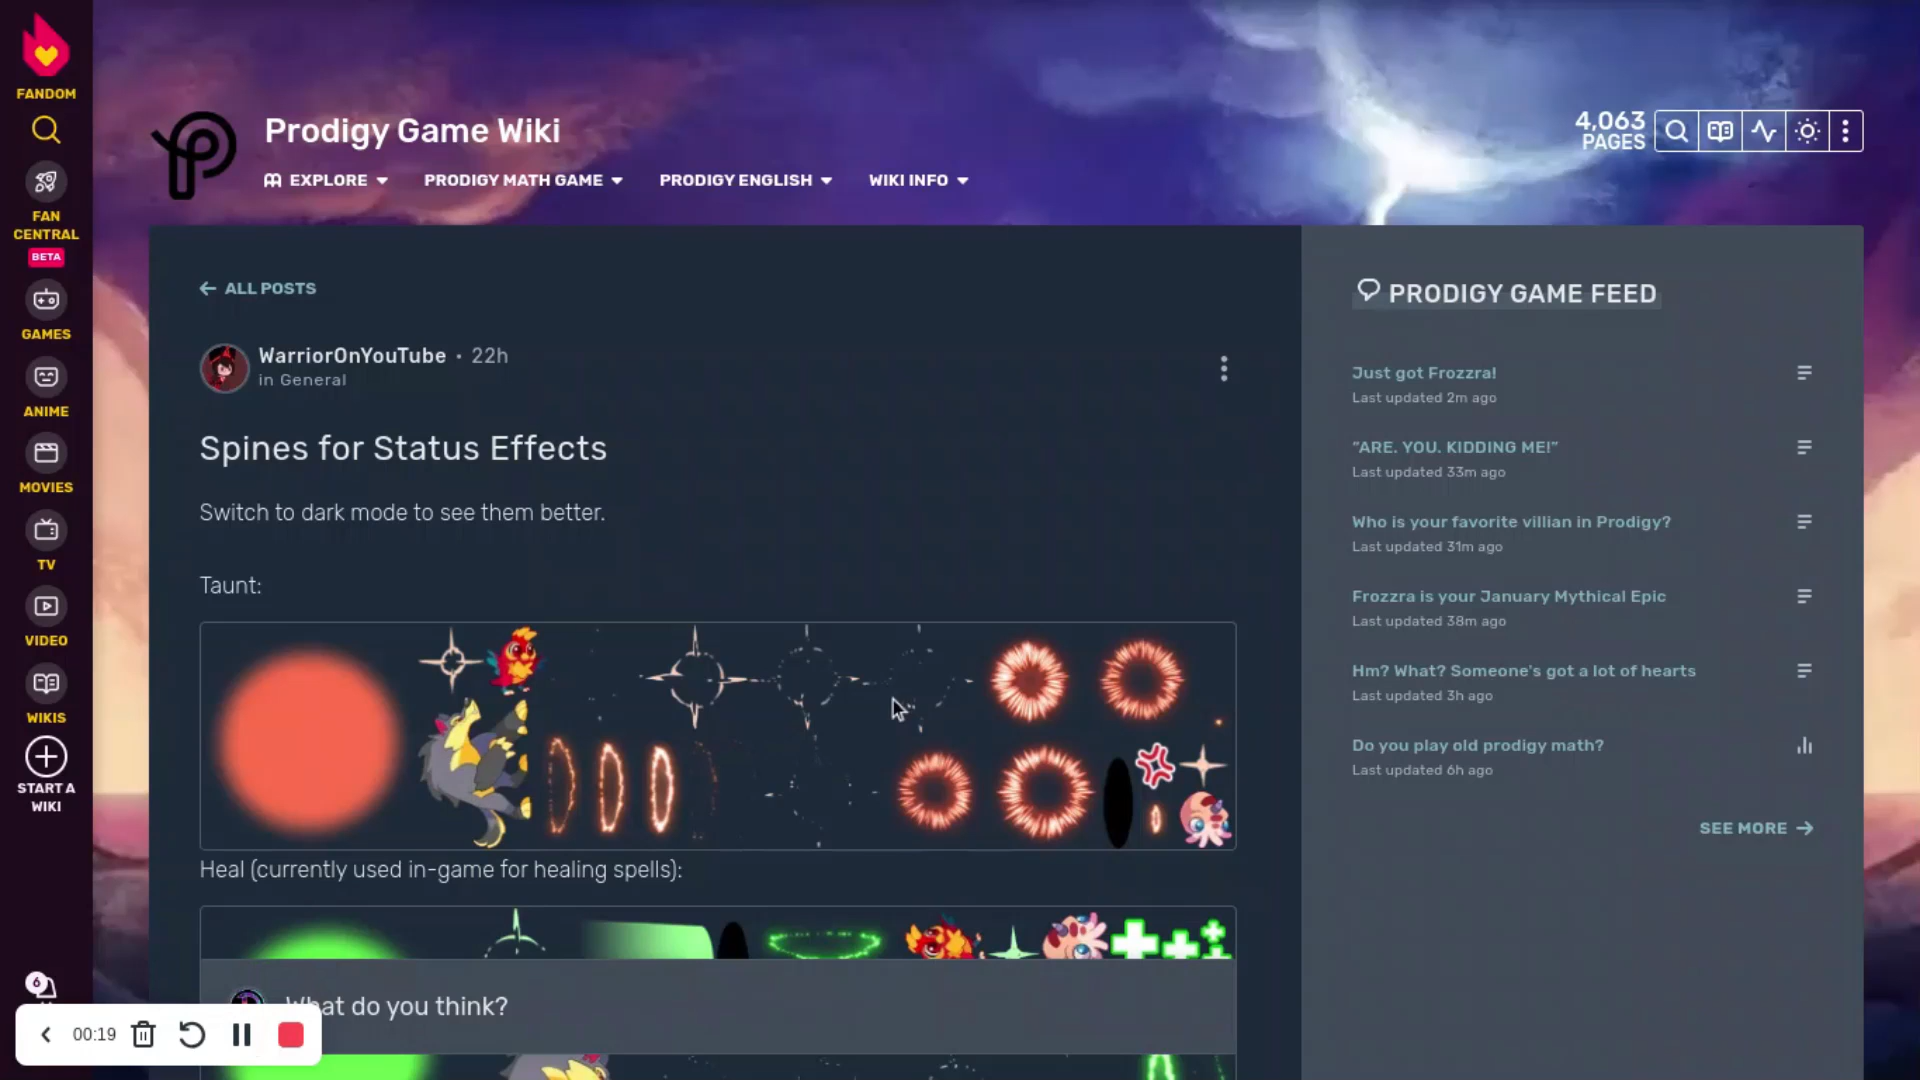 FANDOM
FAN
CENTRAL
BETA
GAMES
ANIME
MOVIES
TV
VIDEO
WIKIS
START A
WIKI
6
Prodigy Game Wiki
EXPLORE
PRODIGY MATH GAME
PRODIGY ENGLISH
WIKI INFO
4,063
PAGES
ALL POSTS
WarriorOnYouTube • 22h
in General
Spines for Status Effects
Switch to dark mode to see them better.
Taunt:
Heal (currently used in-game for healing spells):
What do you think?
00:19
PRODIGY GAME FEED
Just got Frozzra!
Last updated 2m ago
“ARE. YOU. KIDDING ME!”
Last updated 33m ago
Who is your favorite villian in Prodigy?
Last updated 31m ago
Frozzra is your January Mythical Epic
Last updated 38m ago
Hm? What? Someone's got a lot of hearts
Last updated 3h ago
Do you play old prodigy math?
Last updated 6h ago
SEE MORE